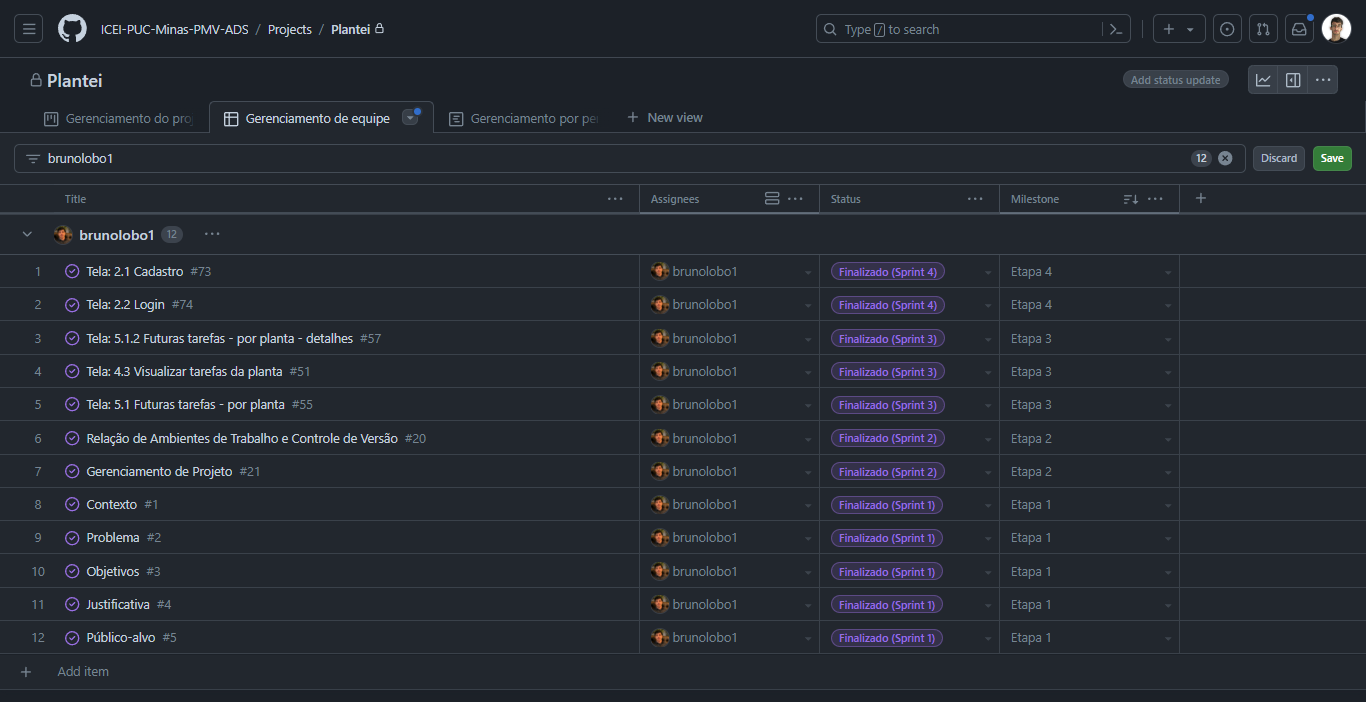 ICEI-PUC-Minas-PMV-ADS / Projects / Plantei
Type / to search
Plantei
Add status update
Gerenciamento do pro
Gerenciamento de equipe
Gerenciamento por pe
New view
brunolobo1
12
Discard
Save
Title
Assignees
Status
Milestone
brunolobo1 12
1 Tela: 2.1 Cadastro #73 brunolobo1 Finalizado (Sprint 4) Etapa 4
2 Tela: 2.2 Login #74 brunolobo1 Finalizado (Sprint 4) Etapa 4
3 Tela: 5.1.2 Futuras tarefas - por planta - detalhes #57 brunolobo1 Finalizado (Sprint 3) Etapa 3
4 Tela: 4.3 Visualizar tarefas da planta #51 brunolobo1 Finalizado (Sprint 3) Etapa 3
5 Tela: 5.1 Futuras tarefas - por planta #55 brunolobo1 Finalizado (Sprint 3) Etapa 3
6 Relação de Ambientes de Trabalho e Controle de Versão #20 brunolobo1 Finalizado (Sprint 2) Etapa 2
7 Gerenciamento de Projeto #21 brunolobo1 Finalizado (Sprint 2) Etapa 2
8 Contexto #1 brunolobo1 Finalizado (Sprint 1) Etapa 1
9 Problema #2 brunolobo1 Finalizado (Sprint 1) Etapa 1
10 Objetivos #3 brunolobo1 Finalizado (Sprint 1) Etapa 1
11 Justificativa #4 brunolobo1 Finalizado (Sprint 1) Etapa 1
12 Público-alvo #5 brunolobo1 Finalizado (Sprint 1) Etapa 1
Add item